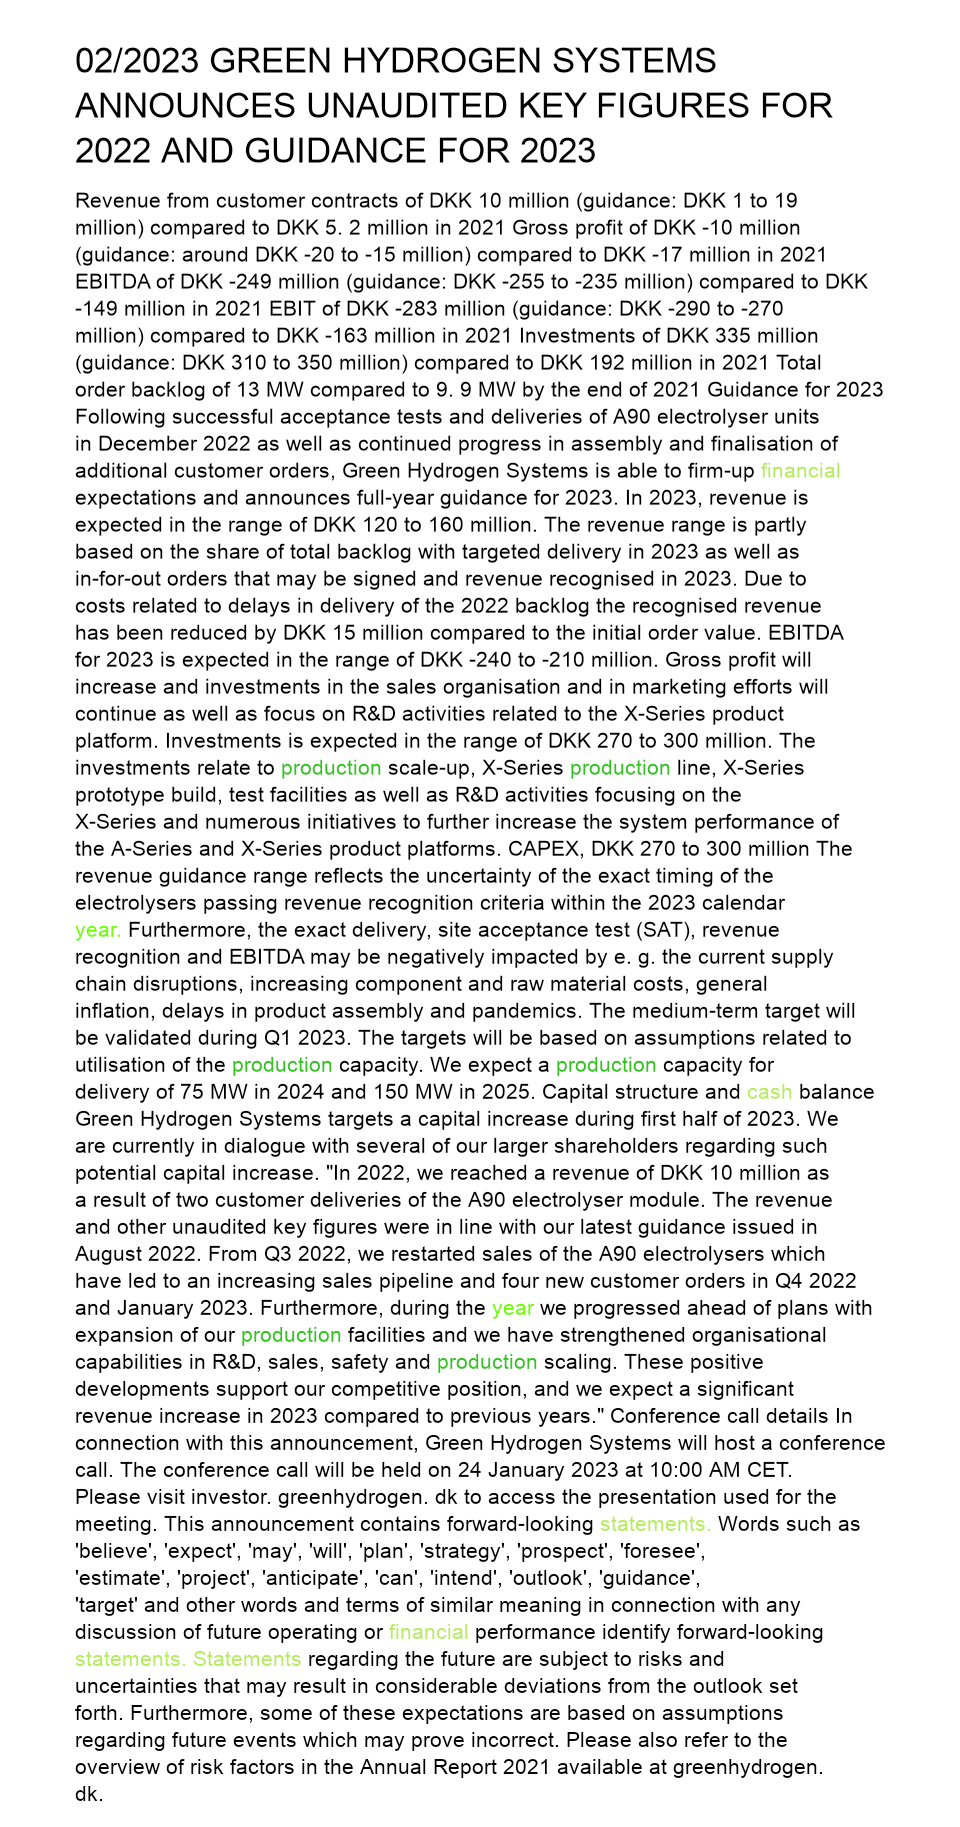 02/2023 GREEN HYDROGEN SYSTEMS
ANNOUNCES UNAUDITED KEY FIGURES FOR
2022 AND GUIDANCE FOR 2023
Revenue from customer contracts of DKK 10 million (guidance: DKK 1 to 19
million) compared to DKK 5. 2 million in 2021 Gross profit of DKK -10 million
(guidance: around DKK -20 to -15 million) compared to DKK -17 million in 2021
EBITDA of DKK -249 million (guidance: DKK -255 to -235 million) compared to DKK
-149 million in 2021 EBIT of DKK -283 million (guidance: DKK -290 to -270
million) compared to DKK -163 million in 2021 Investments of DKK 335 million
(guidance: DKK 310 to 350 million) compared to DKK 192 million in 2021 Total
order backlog of 13 MW compared to 9. 9 MW by the end of 2021 Guidance for 2023
Following successful acceptance tests and deliveries of A90 electrolyser units
in December 2022 as well as continued progress in assembly and finalisation of
additional customer orders, Green Hydrogen Systems is able to firm-up financial
expectations and announces full-year guidance for 2023. In 2023, revenue is
expected in the range of DKK 120 to 160 million. The revenue range is partly
based on the share of total backlog with targeted delivery in 2023 as well as
in-for-out orders that may be signed and revenue recognised in 2023. Due to
costs related to delays in delivery of the 2022 backlog the recognised revenue
has been reduced by DKK 15 million compared to the initial order value. EBITDA
for 2023 is expected in the range of DKK -240 to -210 million. Gross profit will
increase and investments in the sales organisation and in marketing efforts will
continue as well as focus on R&D activities related to the X-Series product
platform. Investments is expected in the range of DKK 270 to 300 million. The
investments relate to production scale-up, X-Series production line, X-Series
prototype build, test facilities as well as R&D activities focusing on the
X-Series and numerous initiatives to further increase the system performance of
the A-Series and X-Series product platforms. CAPEX, DKK 270 to 300 million The
revenue guidance range reflects the uncertainty of the exact timing of the
electrolysers passing revenue recognition criteria within the 2023 calendar
year. Furthermore, the exact delivery, site acceptance test (SAT), revenue
recognition and EBITDA may be negatively impacted by e. g. the current supply
chain disruptions, increasing component and raw material costs, general
inflation, delays in product assembly and pandemics. The medium-term target will
be validated during Q1 2023. The targets will be based on assumptions related to
utilisation of the production capacity. We expect a production capacity for
delivery of 75 MW in 2024 and 150 MW in 2025. Capital structure and cash balance
Green Hydrogen Systems targets a capital increase during first half of 2023. We
are currently in dialogue with several of our larger shareholders regarding such
potential capital increase. "In 2022, we reached a revenue of DKK 10 million as
a result of two customer deliveries of the A90 electrolyser module. The revenue
and other unaudited key figures were in line with our latest guidance issued in
August 2022. From Q3 2022, we restarted sales of the A90 electrolysers which
have led to an increasing sales pipeline and four new customer orders in Q4 2022
and January 2023. Furthermore, during the year we progressed ahead of plans with
expansion of our production facilities and we have strengthened organisational
capabilities in R&D, sales, safety and production scaling. These positive
developments support our competitive position, and we expect a significant
revenue increase in 2023 compared to previous years." Conference call details In
connection with this announcement, Green Hydrogen Systems will host a conference
call. The conference call will be held on 24 January 2023 at 10:00 AM CET.
Please visit investor. greenhydrogen. dk to access the presentation used for the
meeting. This announcement contains forward-looking statements. Words such as
'believe', 'expect', 'may', 'will', 'plan', 'strategy', 'prospect', 'foresee',
'estimate', 'project', 'anticipate', 'can', 'intend', 'outlook', 'guidance',
'target' and other words and terms of similar meaning in connection with any
discussion of future operating or financial performance identify forward-looking
statements. Statements regarding the future are subject to risks and
uncertainties that may result in considerable deviations from the outlook set
forth. Furthermore, some of these expectations are based on assumptions
regarding future events which may prove incorrect. Please also refer to the
overview of risk factors in the Annual Report 2021 available at greenhydrogen.
dk.